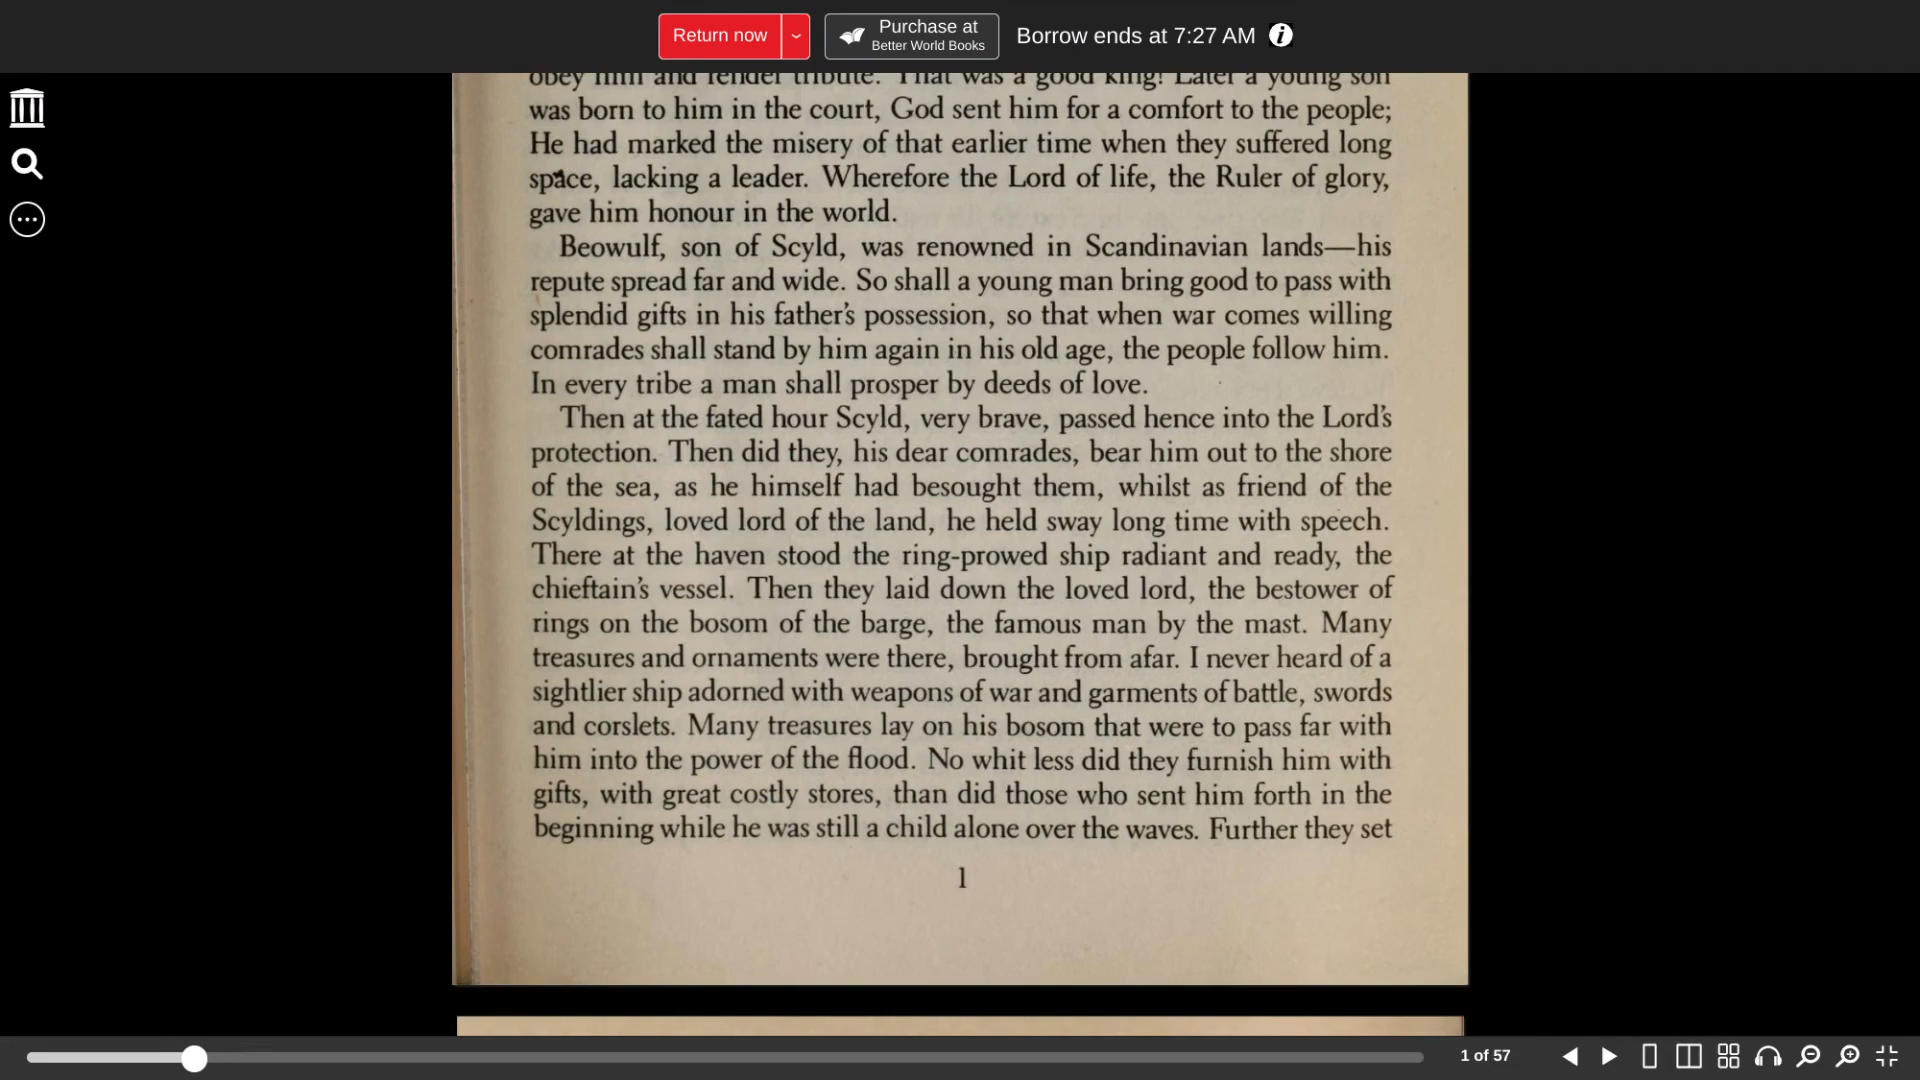 Return now
Purchase at
Better World Books
Borrow ends at 7:27 AM
obey him and render tribute. That was a good king! Later a young son
was born to him in the court, God sent him for a comfort to the people;
He had marked the misery of that earlier time when they suffered long
space, lacking a leader. Wherefore the Lord of life, the Ruler of glory,
gave him honour in the world.
Beowulf, son of Scyld, was renowned in Scandinavian lands—his
repute spread far and wide. So shall a young man bring good to pass with
splendid gifts in his father's possession, so that when war comes willing
comrades shall stand by him again in his old age, the people follow him.
In every tribe a man shall prosper by deeds of love.
Then at the fated hour Scyld, very brave, passed hence into the Lord's
protection. Then did they, his dear comrades, bear him out to the shore
of the sea, as he himself had besought them, whilst as friend of the
Scyldings, loved lord of the land, he held sway long time with speech.
There at the haven stood the ring-prowed ship radiant and ready, the
chieftain's vessel. Then they laid down the loved lord, the bestower of
rings on the bosom of the barge, the famous man by the mast. Many
treasures and ornaments were there, brought from afar. I never heard of a
sightlier ship adorned with weapons of war and garments of battle, swords
and corslets. Many treasures lay on his bosom that were to pass far with
him into the power of the flood. No whit less did they furnish him with
gifts, with great costly stores, than did those who sent him forth in the
beginning while he was still a child alone over the waves. Further they set
1
1 of 57